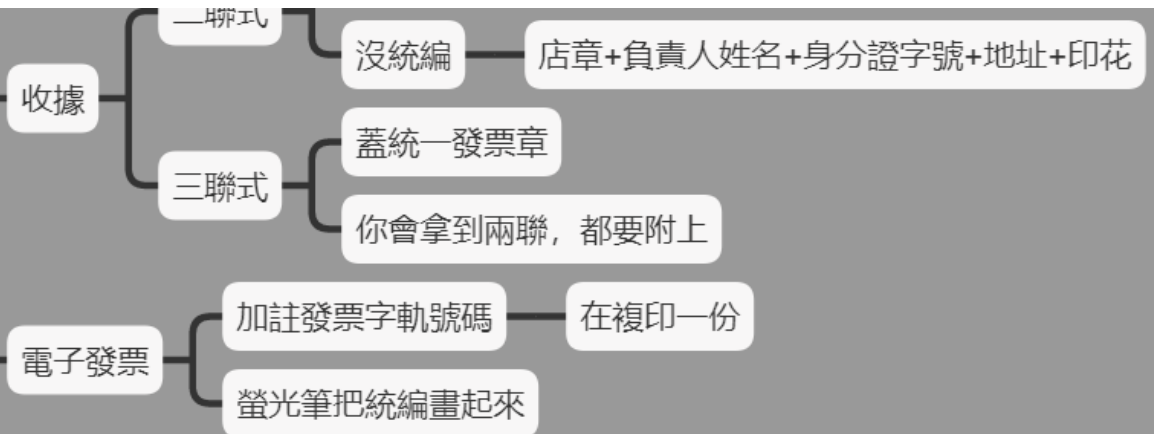 二聯式
沒統編
店章+負責人姓名+身分證字號+地址+印花
收據
蓋統一發票章
三聯式
你會拿到兩聯，都要附上
加註發票字軌號碼
在複印一份
電子發票
螢光筆把統編畫起來